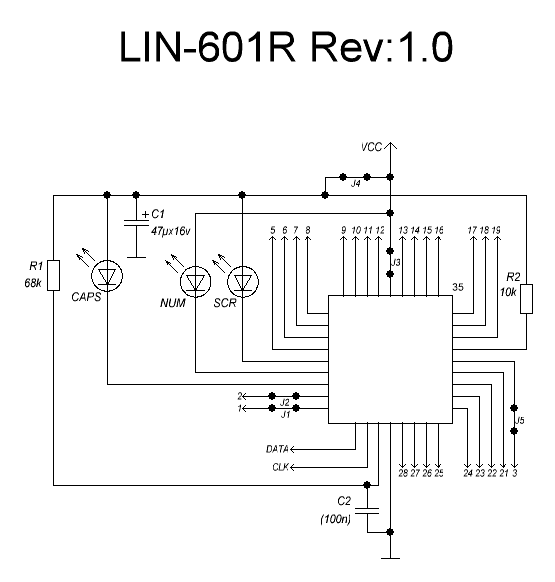 LIN-601R Rev:1.0
VCC
J4
+ C1
47µx16v
5 6 7 8 9 10 11 12 13 14 15 16 17 18 19
J3
R1
68k
CAPS
NUM
SCR
35
R2
10k
2
J2
1
J1
J5
DATA
CLK
28 27 26 25 24 23 22 21 3
C2
(100n)